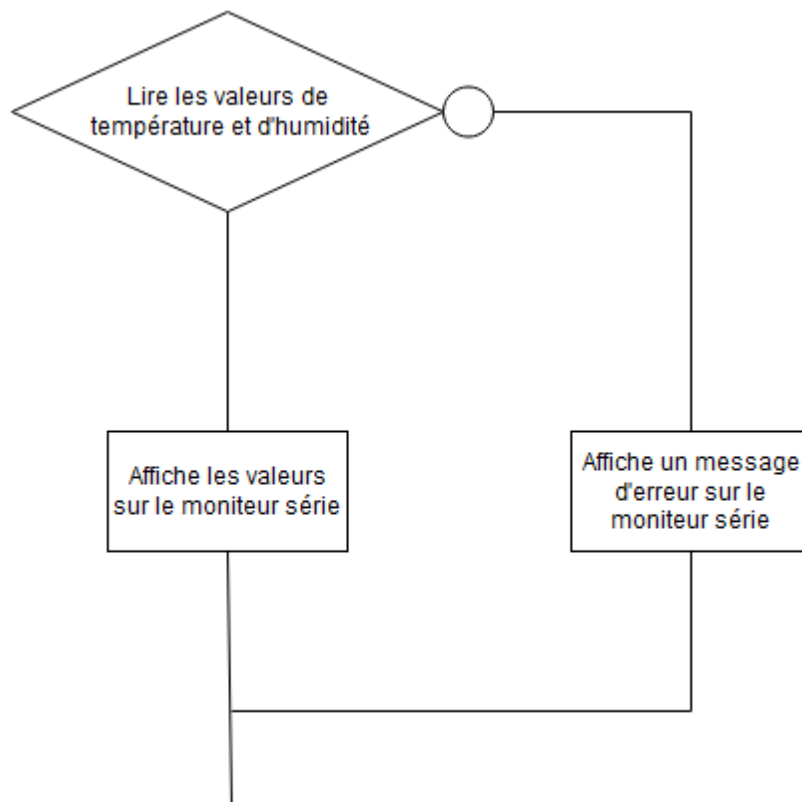 Lire les valeurs de
température et d'humidité
Affiche les valeurs
sur le moniteur série
Affiche un message
d'erreur sur le
moniteur série